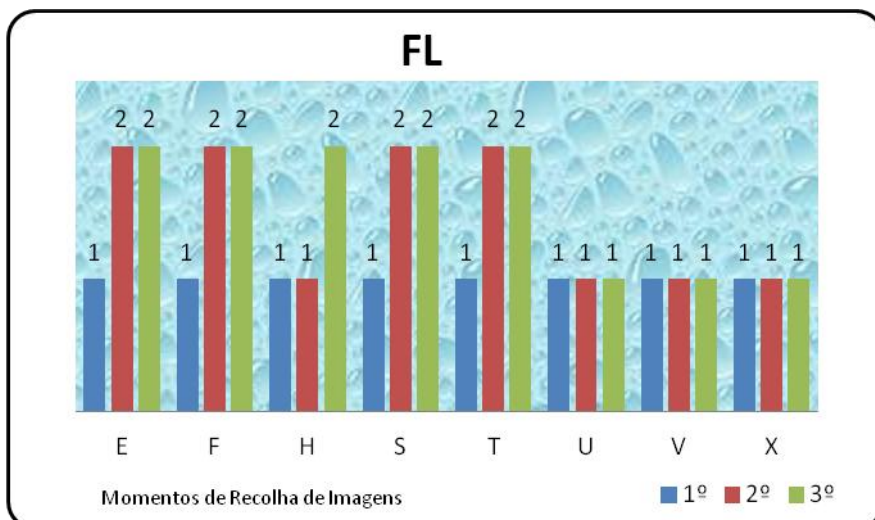 FL
2 2 2 2 2 2 2 2 2
1 1 1 1 1 1 1 1 1 1 1 1 1 1 1
E F H S T U V X
Momentos de Recolha de Imagens 1º 2º 3º